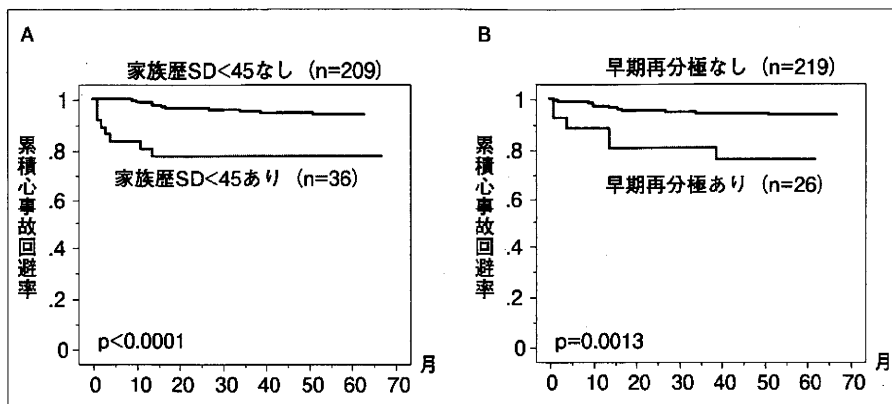 A
家族歴SD<45なし (n=209)
1
.8
.6
.4
.2
0
累積心事故回避率
家族歴SD<45あり (n=36)
p<0.0001
0 10 20 30 40 50 60 70 月
B
早期再分極なし (n=219)
1
.8
.6
.4
.2
0
累積心事故回避率
早期再分極あり (n=26)
p=0.0013
0 10 20 30 40 50 60 70 月